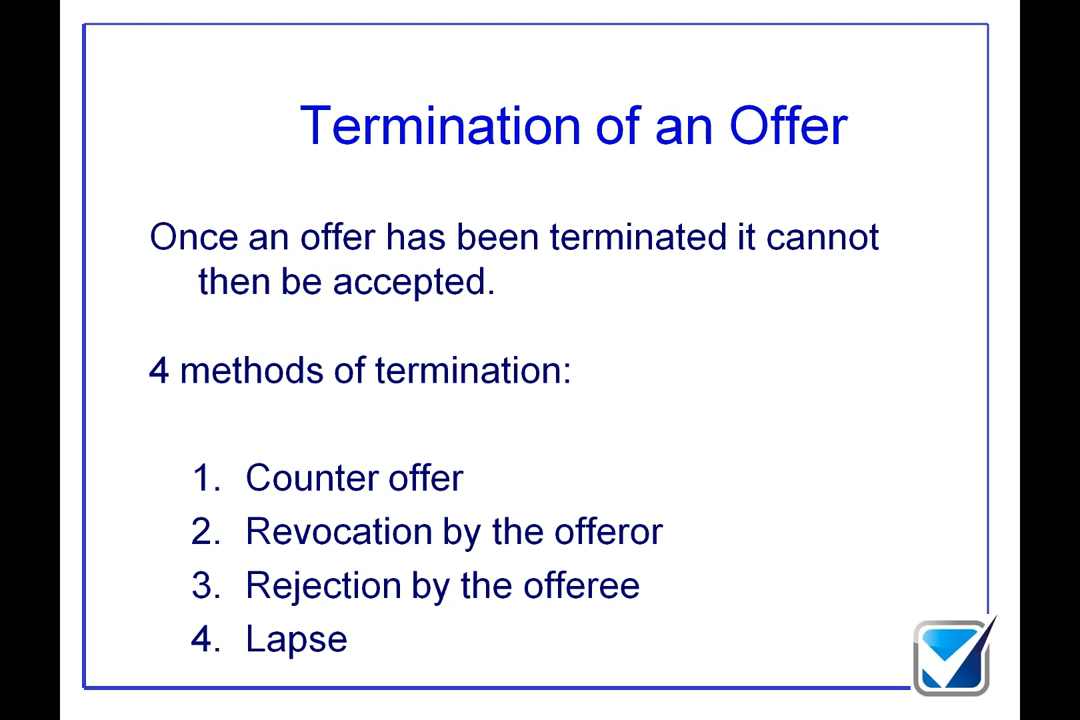 Termination of an Offer
Once an offer has been terminated it cannot
then be accepted.
4 methods of termination:
1. Counter offer
2. Revocation by the offeror
3. Rejection by the offeree
4. Lapse